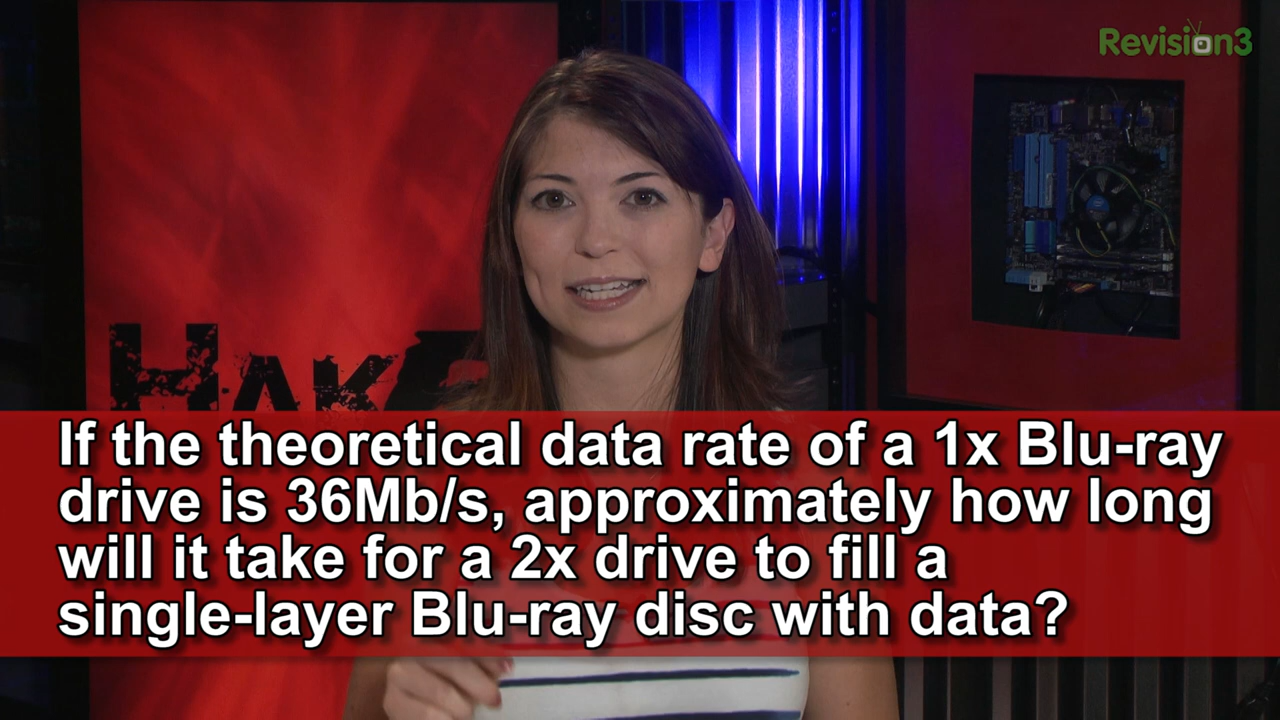 Revision3
HAK
If the theoretical data rate of a 1x Blu-ray
drive is 36Mb/s, approximately how long
will it take for a 2x drive to fill a
single-layer Blu-ray disc with data?